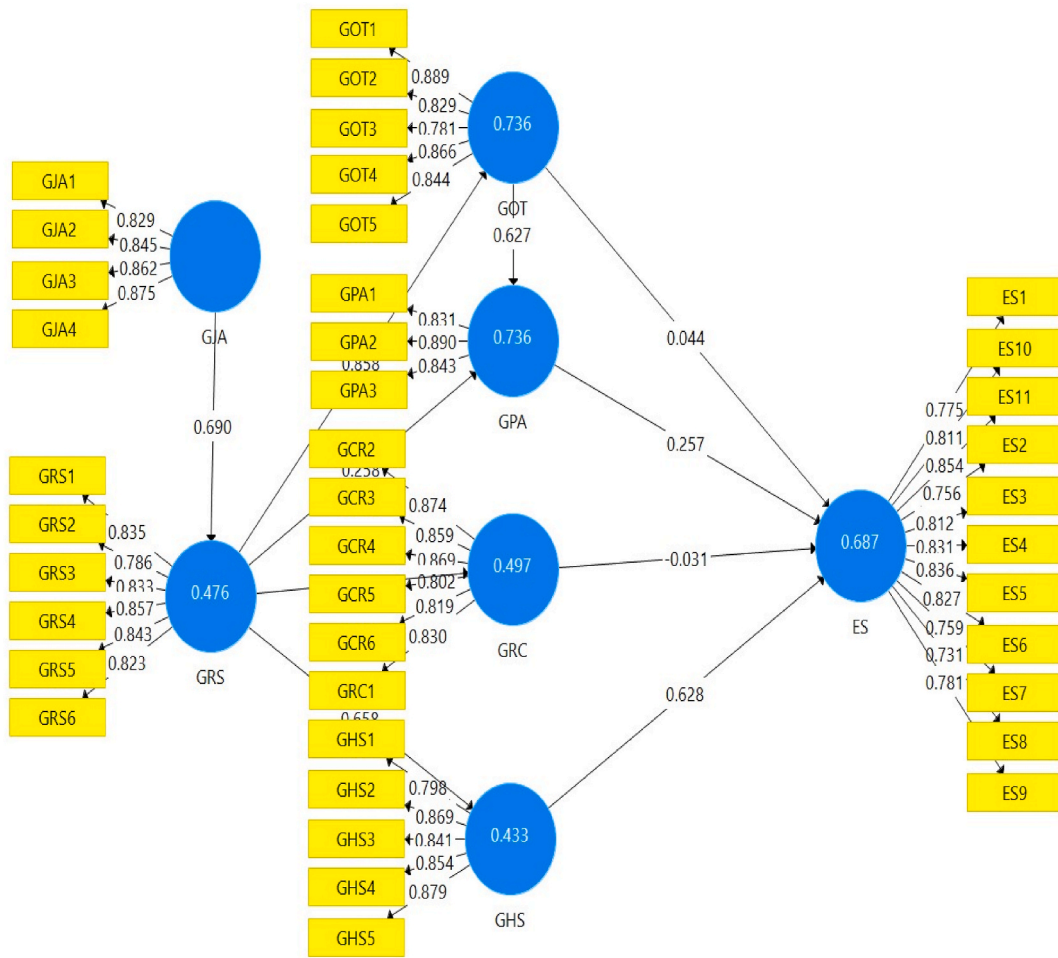 GOT1
GOT2
GOT3
GOT4
GOT5
0.889
0.829
0.781
0.866
0.844
0.736
GOT
0.627
GJA1
GJA2
GJA3
GJA4
0.829
0.845
0.862
0.875
GJA
0.690
GPA1
GPA2
GPA3
0.831
0.890
0.843
0.736
GPA
0.858
0.258
0.044
0.257
GRS1
GRS2
GRS3
GRS4
GRS5
GRS6
0.835
0.786
0.833
0.857
0.843
0.823
0.476
GRS
GCR2
GCR3
GCR4
GCR5
GCR6
GRC1
0.874
0.859
0.869
0.802
0.819
0.830
0.497
GRC
-0.031
0.658
GHS1
GHS2
GHS3
GHS4
GHS5
0.798
0.869
0.841
0.854
0.879
0.433
GHS
0.628
0.687
ES
0.775
0.811
0.854
0.756
0.812
0.831
0.836
0.827
0.759
0.731
0.781
ES1
ES10
ES11
ES2
ES3
ES4
ES5
ES6
ES7
ES8
ES9